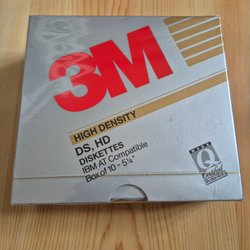 3M
HIGH DENSITY
DS, HD
DISKETTES
IBM AT Compatible
Box of 10 - 5¼"
Q